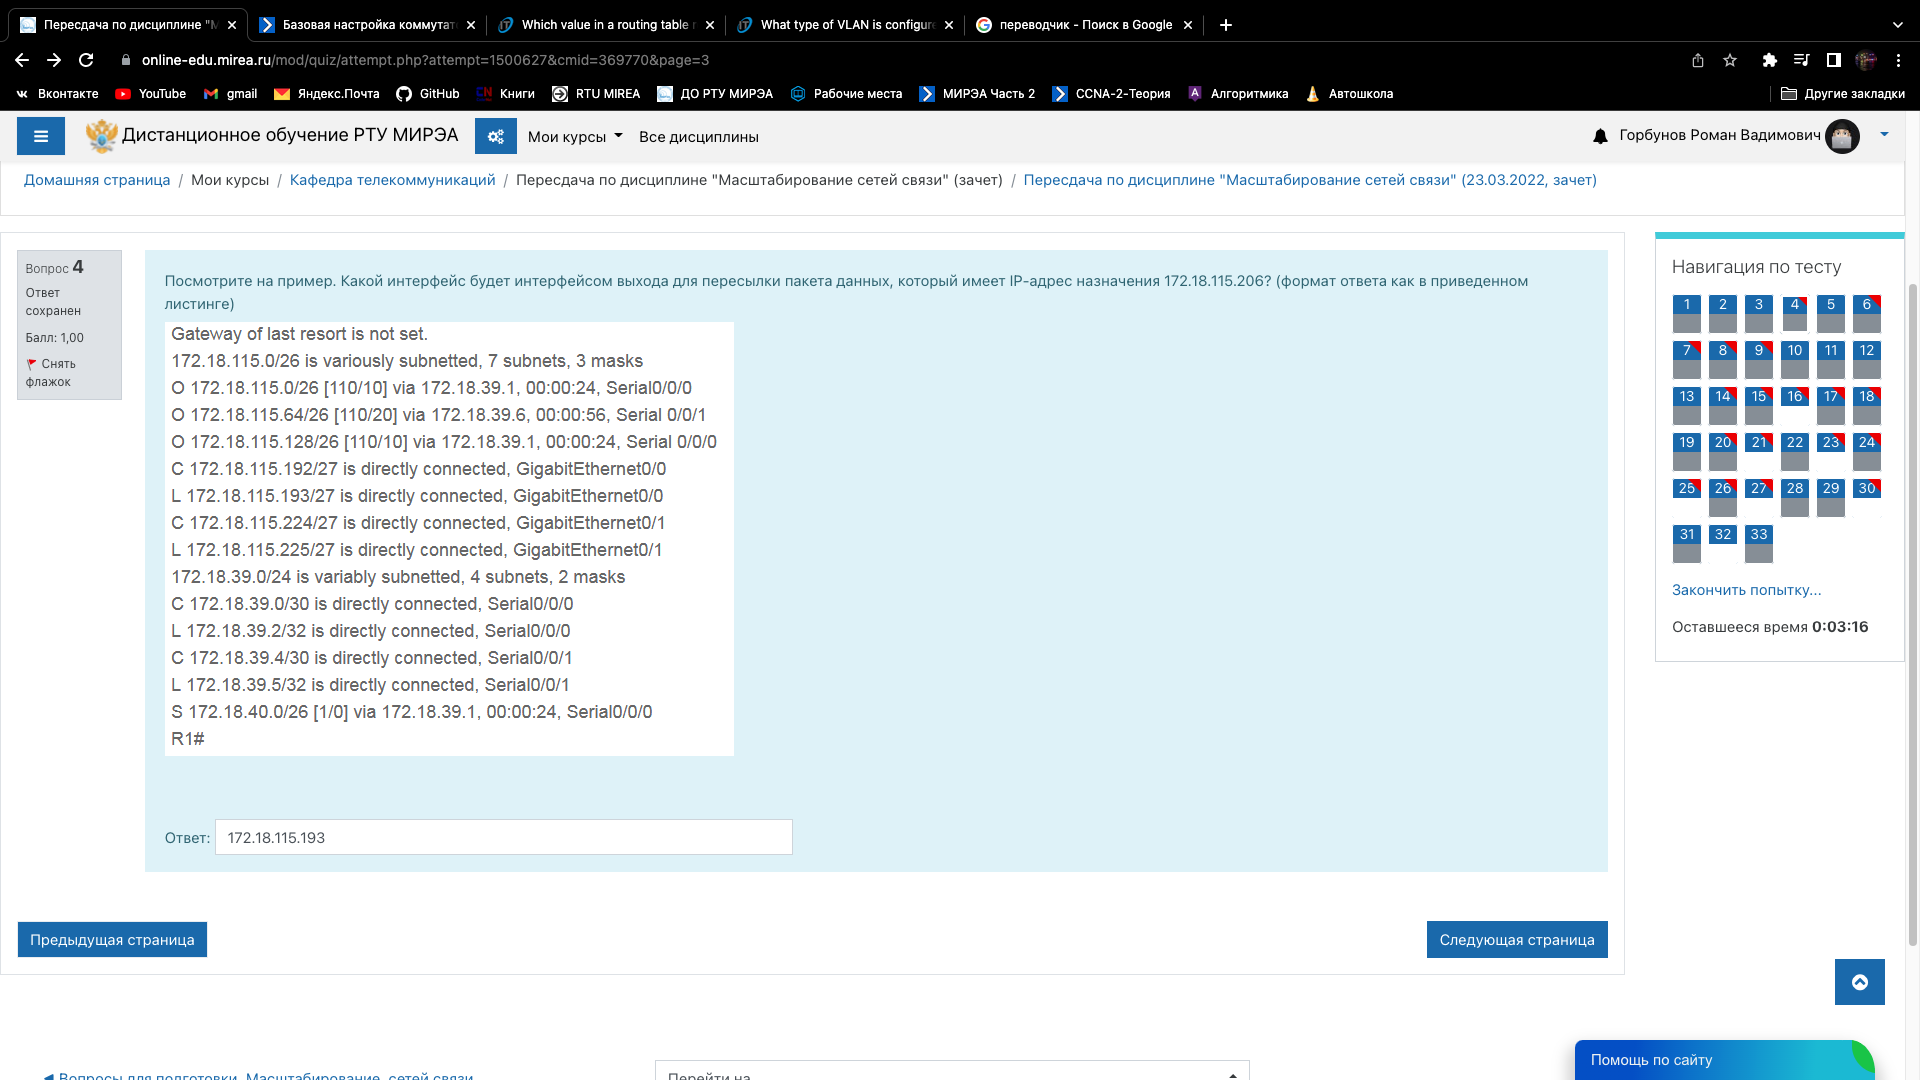 Пересдача по дисциплине "М
Базовая настройка коммутат
Which value in a routing table r
What type of VLAN is configure
переводчик - Поиск в Google
online-edu.mirea.ru/mod/quiz/attempt.php?attempt=1500627&cmid=369770&page=3
Вконтакте
YouTube
gmail
Яндекс.Почта
GitHub
CN Книги
RTU MIREA
ДО РТУ МИРЭА
Рабочие места
МИРЭА Часть 2
CCNA-2-Теория
Алгоритмика
Автошкола
Другие закладки
Дистанционное обучение РТУ МИРЭА
Мои курсы
Все дисциплины
Горбунов Роман Вадимович
Домашняя страница / Мои курсы / Кафедра телекоммуникаций / Пересдача по дисциплине "Масштабирование сетей связи" (зачет) / Пересдача по дисциплине "Масштабирование сетей связи" (23.03.2022, зачет)
Вопрос 4
Ответ
сохранен
Балл: 1,00
Снять
флажок
Посмотрите на пример. Какой интерфейс будет интерфейсом выхода для пересылки пакета данных, который имеет IP-адрес назначения 172.18.115.206? (формат ответа как в приведенном
листинге)
Gateway of last resort is not set.
172.18.115.0/26 is variously subnetted, 7 subnets, 3 masks
O 172.18.115.0/26 [110/10] via 172.18.39.1, 00:00:24, Serial0/0/0
O 172.18.115.64/26 [110/20] via 172.18.39.6, 00:00:56, Serial 0/0/1
O 172.18.115.128/26 [110/10] via 172.18.39.1, 00:00:24, Serial 0/0/0
C 172.18.115.192/27 is directly connected, GigabitEthernet0/0
L 172.18.115.193/27 is directly connected, GigabitEthernet0/0
C 172.18.115.224/27 is directly connected, GigabitEthernet0/1
L 172.18.115.225/27 is directly connected, GigabitEthernet0/1
172.18.39.0/24 is variably subnetted, 4 subnets, 2 masks
C 172.18.39.0/30 is directly connected, Serial0/0/0
L 172.18.39.2/32 is directly connected, Serial0/0/0
C 172.18.39.4/30 is directly connected, Serial0/0/1
L 172.18.39.5/32 is directly connected, Serial0/0/1
S 172.18.40.0/26 [1/0] via 172.18.39.1, 00:00:24, Serial0/0/0
R1#
Ответ: 172.18.115.193
Предыдущая страница
Следующая страница
Навигация по тесту
1 2 3 4 5 6
7 8 9 10 11 12
13 14 15 16 17 18
19 20 21 22 23 24
25 26 27 28 29 30
31 32 33
Закончить попытку...
Оставшееся время 0:03:16
◄ Вопросы для подготовки. Масштабирование сетей связи
Перейти на...
Помощь по сайту